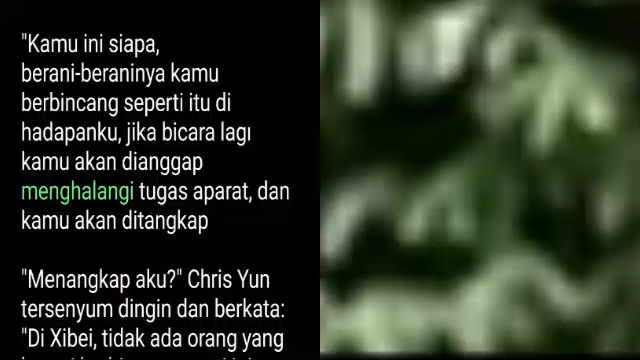 "Kamu ini siapa,
berani-beraninya kamu
berbincang seperti itu di
hadapanku, jika bicara lagi
kamu akan dianggap
menghalangi tugas aparat, dan
kamu akan ditangkap
"Menangkap aku?" Chris Yun
tersenyum dingin dan berkata:
"Di Xibei, tidak ada orang yang